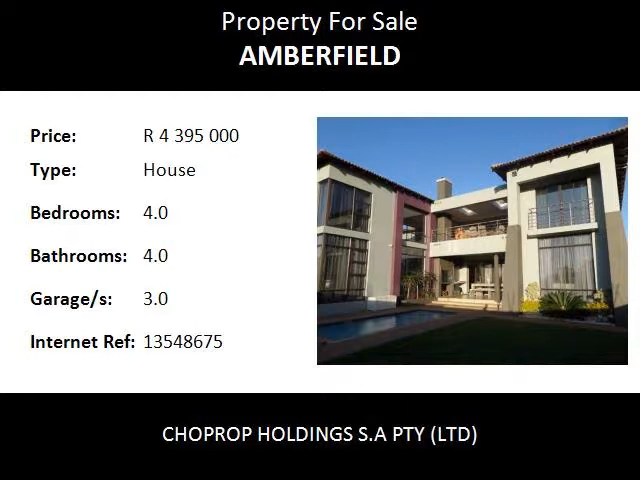 Property For Sale
AMBERFIELD
Price: R 4 395 000
Type: House
Bedrooms: 4.0
Bathrooms: 4.0
Garage/s: 3.0
Internet Ref: 13548675
CHOPROP HOLDINGS S.A PTY (LTD)